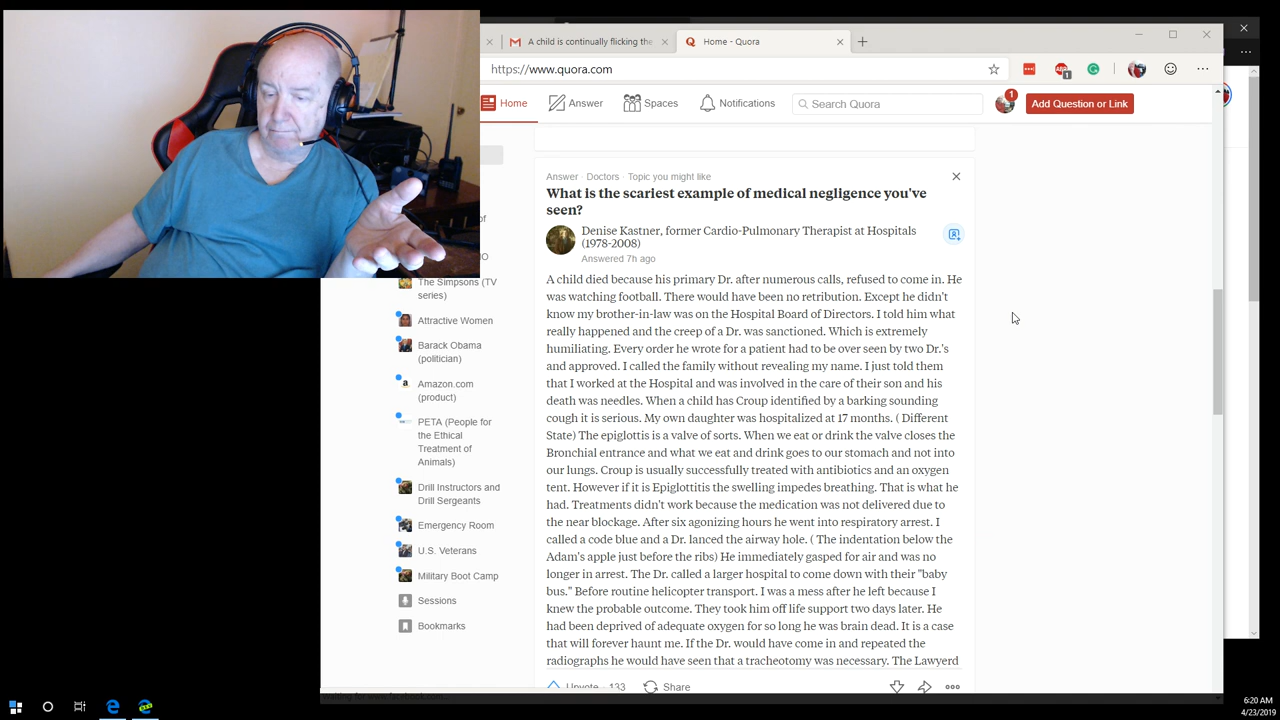 A child is continually flicking the
Home - Quora
https://www.quora.com
1
Home
Answer
Spaces
Notifications
Search Quora
1
Add Question or Link
Answer · Doctors · Topic you might like
What is the scariest example of medical negligence you've
seen?
Denise Kastner, former Cardio-Pulmonary Therapist at Hospitals
(1978-2008)
Answered 7h ago
A child died because his primary Dr. after numerous calls, refused to come in. He
was watching football. There would have been no retribution. Except he didn't
know my brother-in-law was on the Hospital Board of Directors. I told him what
really happened and the creep of a Dr. was sanctioned. Which is extremely
humiliating. Every order he wrote for a patient had to be over seen by two Dr.'s
and approved. I called the family without revealing my name. I just told them
that I worked at the Hospital and was involved in the care of their son and his
death was needles. When a child has Croup identified by a barking sounding
cough it is serious. My own daughter was hospitalized at 17 months. ( Different
State) The epiglottis is a valve of sorts. When we eat or drink the valve closes the
Bronchial entrance and what we eat and drink goes to our stomach and not into
our lungs. Croup is usually successfully treated with antibiotics and an oxygen
tent. However if it is Epiglottitis the swelling impedes breathing. That is what he
had. Treatments didn't work because the medication was not delivered due to
the near blockage. After six agonizing hours he went into respiratory arrest. I
called a code blue and a Dr. lanced the airway hole. ( The indentation below the
Adam's apple just before the ribs) He immediately gasped for air and was no
longer in arrest. The Dr. called a larger hospital to come down with their "baby
bus." Before routine helicopter transport. I was a mess after he left because I
knew the probable outcome. They took him off life support two days later. He
had been deprived of adequate oxygen for so long he was brain dead. It is a case
that will forever haunt me. If the Dr. would have come in and repeated the
radiographs he would have seen that a tracheotomy was necessary. The Lawyerd
Upvote · 133
Share
of
The Simpsons (TV
series)
Attractive Women
Barack Obama
(politician)
Amazon.com
(product)
PETA (People for
the Ethical
Treatment of
Animals)
Drill Instructors and
Drill Sergeants
Emergency Room
U.S. Veterans
Military Boot Camp
Sessions
Bookmarks
6:20 AM
4/23/2019